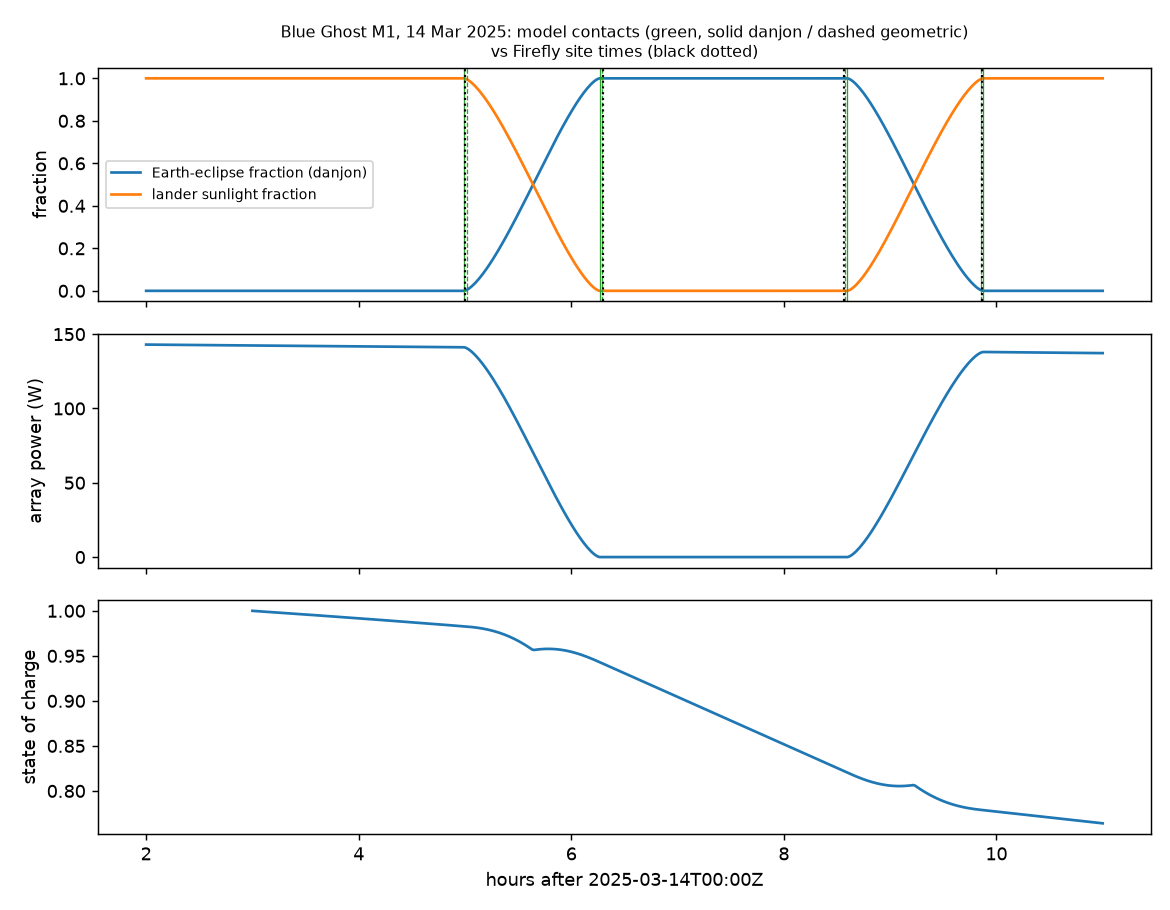 Blue Ghost M1, 14 Mar 2025: model contacts (green, solid danjon / dashed geometric)
vs Firefly site times (black dotted)
1.0
0.8
0.6
0.4
0.2
0.0
fraction
Earth-eclipse fraction (danjon)
lander sunlight fraction
150
100
50
0
array power (W)
1.00
0.95
0.90
0.85
0.80
state of charge
2
4
6
8
10
hours after 2025-03-14T00:00Z